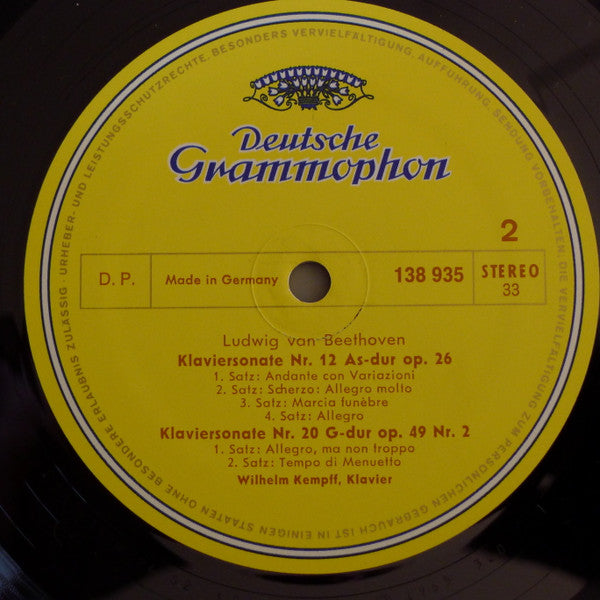 URHEBER- UND LEISTUNGSSCHUTZRECHTE, BESONDERS VERVIELFÄLTIGUNG, AUFFÜHRUNG, SENDUNG VORBEHALTEN. DIE VERVIELFÄLTIGUNG ZUM PERSÖNLICHEN GEBRAUCH IST IN EINIGEN STAATEN OHNE BESONDERE ERLAUBNIS ZULÄSSIG ·
Deutsche
Grammophon
2
D. P.
Made in Germany
138 935
STEREO
33
Ludwig van Beethoven
Klaviersonate Nr. 12 As-dur op. 26
1. Satz: Andante con Variazioni
2. Satz: Scherzo: Allegro molto
3. Satz: Marcia funèbre
4. Satz: Allegro
Klaviersonate Nr. 20 G-dur op. 49 Nr. 2
1. Satz: Allegro, ma non troppo
2. Satz: Tempo di Menuetto
Wilhelm Kempff, Klavier